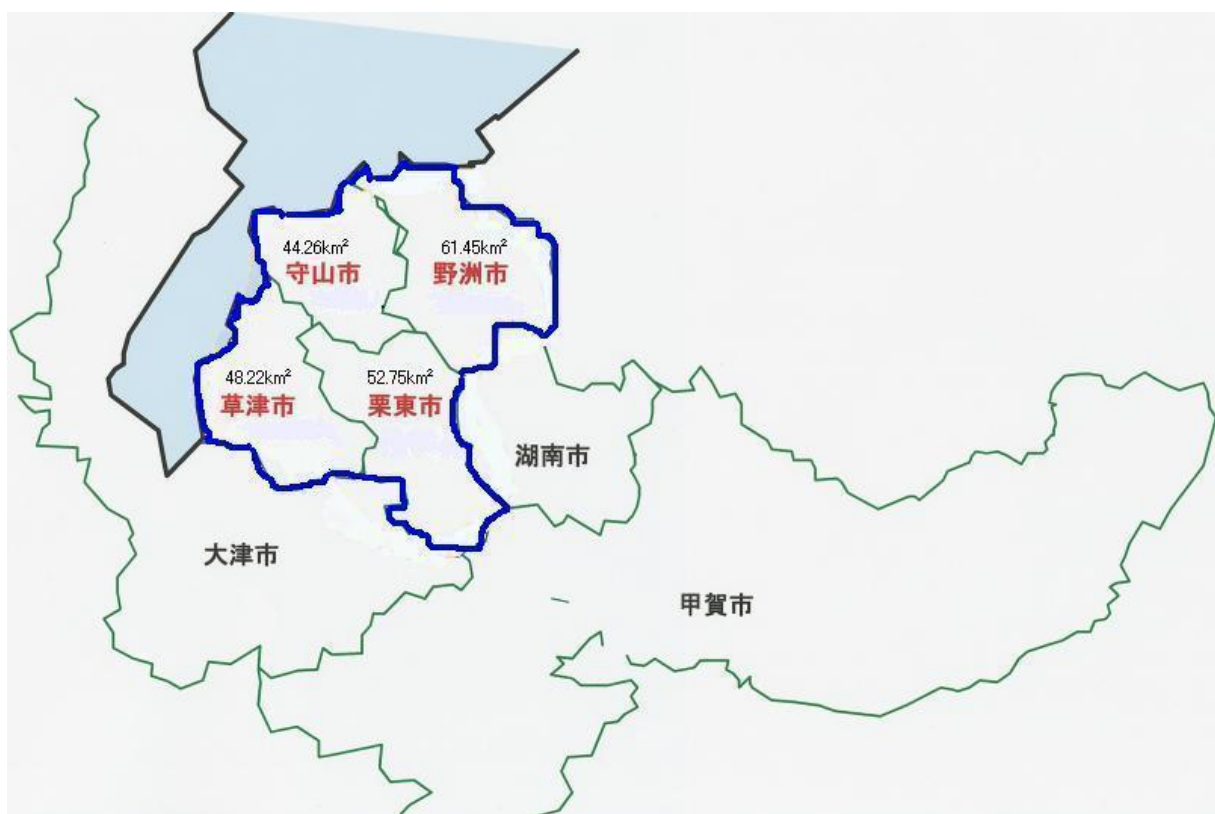 44.26km²
守山市
61.45km²
野洲市
48.22km²
草津市
52.75km²
栗東市
湖南市
大津市
甲賀市